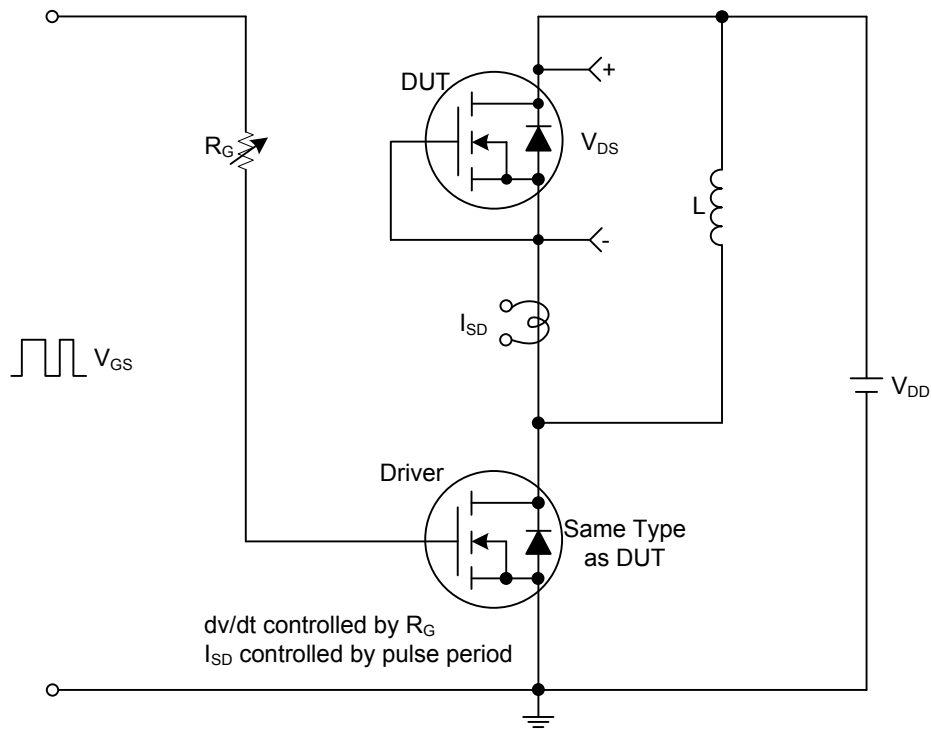 DUT
+
R_G
V_DS
L
-
I_SD
V_GS
V_DD
Driver
Same Type
as DUT
dv/dt controlled by R_G
I_SD controlled by pulse period